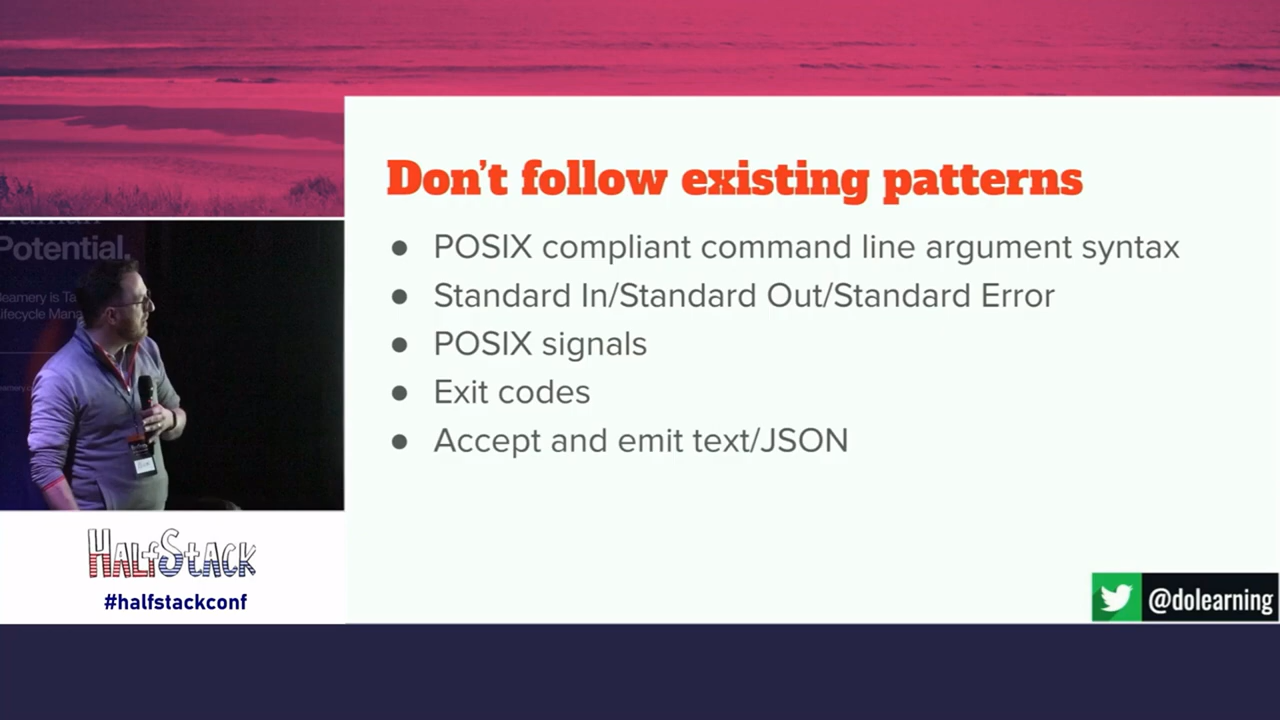 Potential.
Don't follow existing patterns
● POSIX compliant command line argument syntax
● Standard In/Standard Out/Standard Error
● POSIX signals
● Exit codes
● Accept and emit text/JSON
HALFSTACK
#halfstackconf
@dolearning